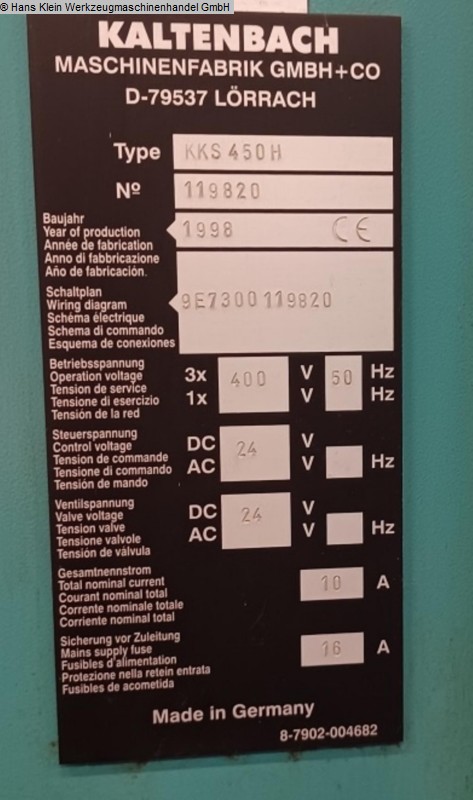 © Hans Klein Werkzeugmaschinenhandel GmbH
KALTENBACH
MASCHINENFABRIK GMBH+CO
D-79537 LÖRRACH
Type KKS 450 H
Nº 119820
Baujahr
Year of production 1998 CE
Année de fabrication
Anno di fabbricazione
Año de fabricación.
Schaltplan
Wiring diagram 9E7300119820
Schéma électrique
Schema di commando
Esquema de conexiones
Betriebsspannung
Operation voltage 3x 400 V 50 Hz
Tension de service 1x V Hz
Tensione di esercizio
Tensión de la red
Steuerspannung
Control voltage DC 24 V
Tension de commande AC V Hz
Tensione di commando
Tensión de mando
Ventilspannung
Valve voltage DC 24 V
Tension valve AC V Hz
Tensione valvole
Tensión de válvula
Gesamtnennstrom
Total nominal current 10 A
Courant nominal total
Corrente nominale totale
Corriente nominal total
Sicherung vor Zuleitung
Mains supply fuse 16 A
Fusibles d'alimentation
Protezione nella retein entrata
Fusibles de acometida
Made in Germany
8-7902-004682